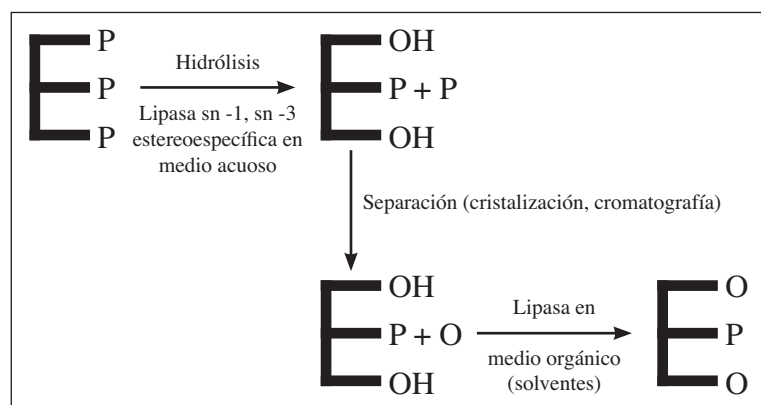 P
P
P
Hidrólisis
Lipasa sn -1, sn -3
estereoespecífica en
medio acuoso
OH
P + P
OH
Separación (cristalización, cromatografía)
OH
P + O
OH
Lipasa en
medio orgánico
(solventes)
O
P
O